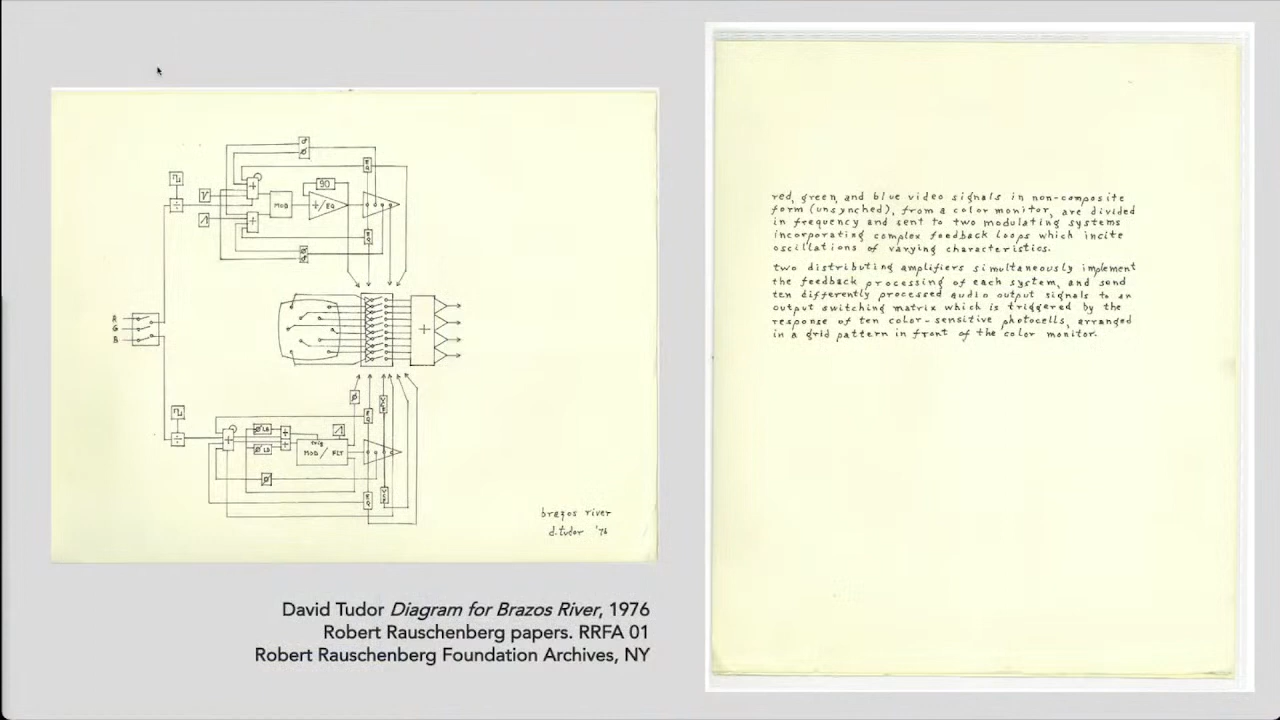 MOD
90
÷/EQ
R
G
B
+
trig
MOD / FLT
brazos river
d. tudor '76
David Tudor Diagram for Brazos River, 1976
Robert Rauschenberg papers. RRFA 01
Robert Rauschenberg Foundation Archives, NY
red, green, and blue video signals in non-composite
form (unsynched), from a color monitor, are divided
in frequency and sent to two modulating systems
incorporating complex feedback loops which incite
oscillations of varying characteristics.
two distributing amplifiers simultaneously implement
the feedback processing of each system, and send
ten differently processed audio output signals to an
output switching matrix which is triggered by the
response of ten color-sensitive photocells, arranged
in a grid pattern in front of the color monitor.